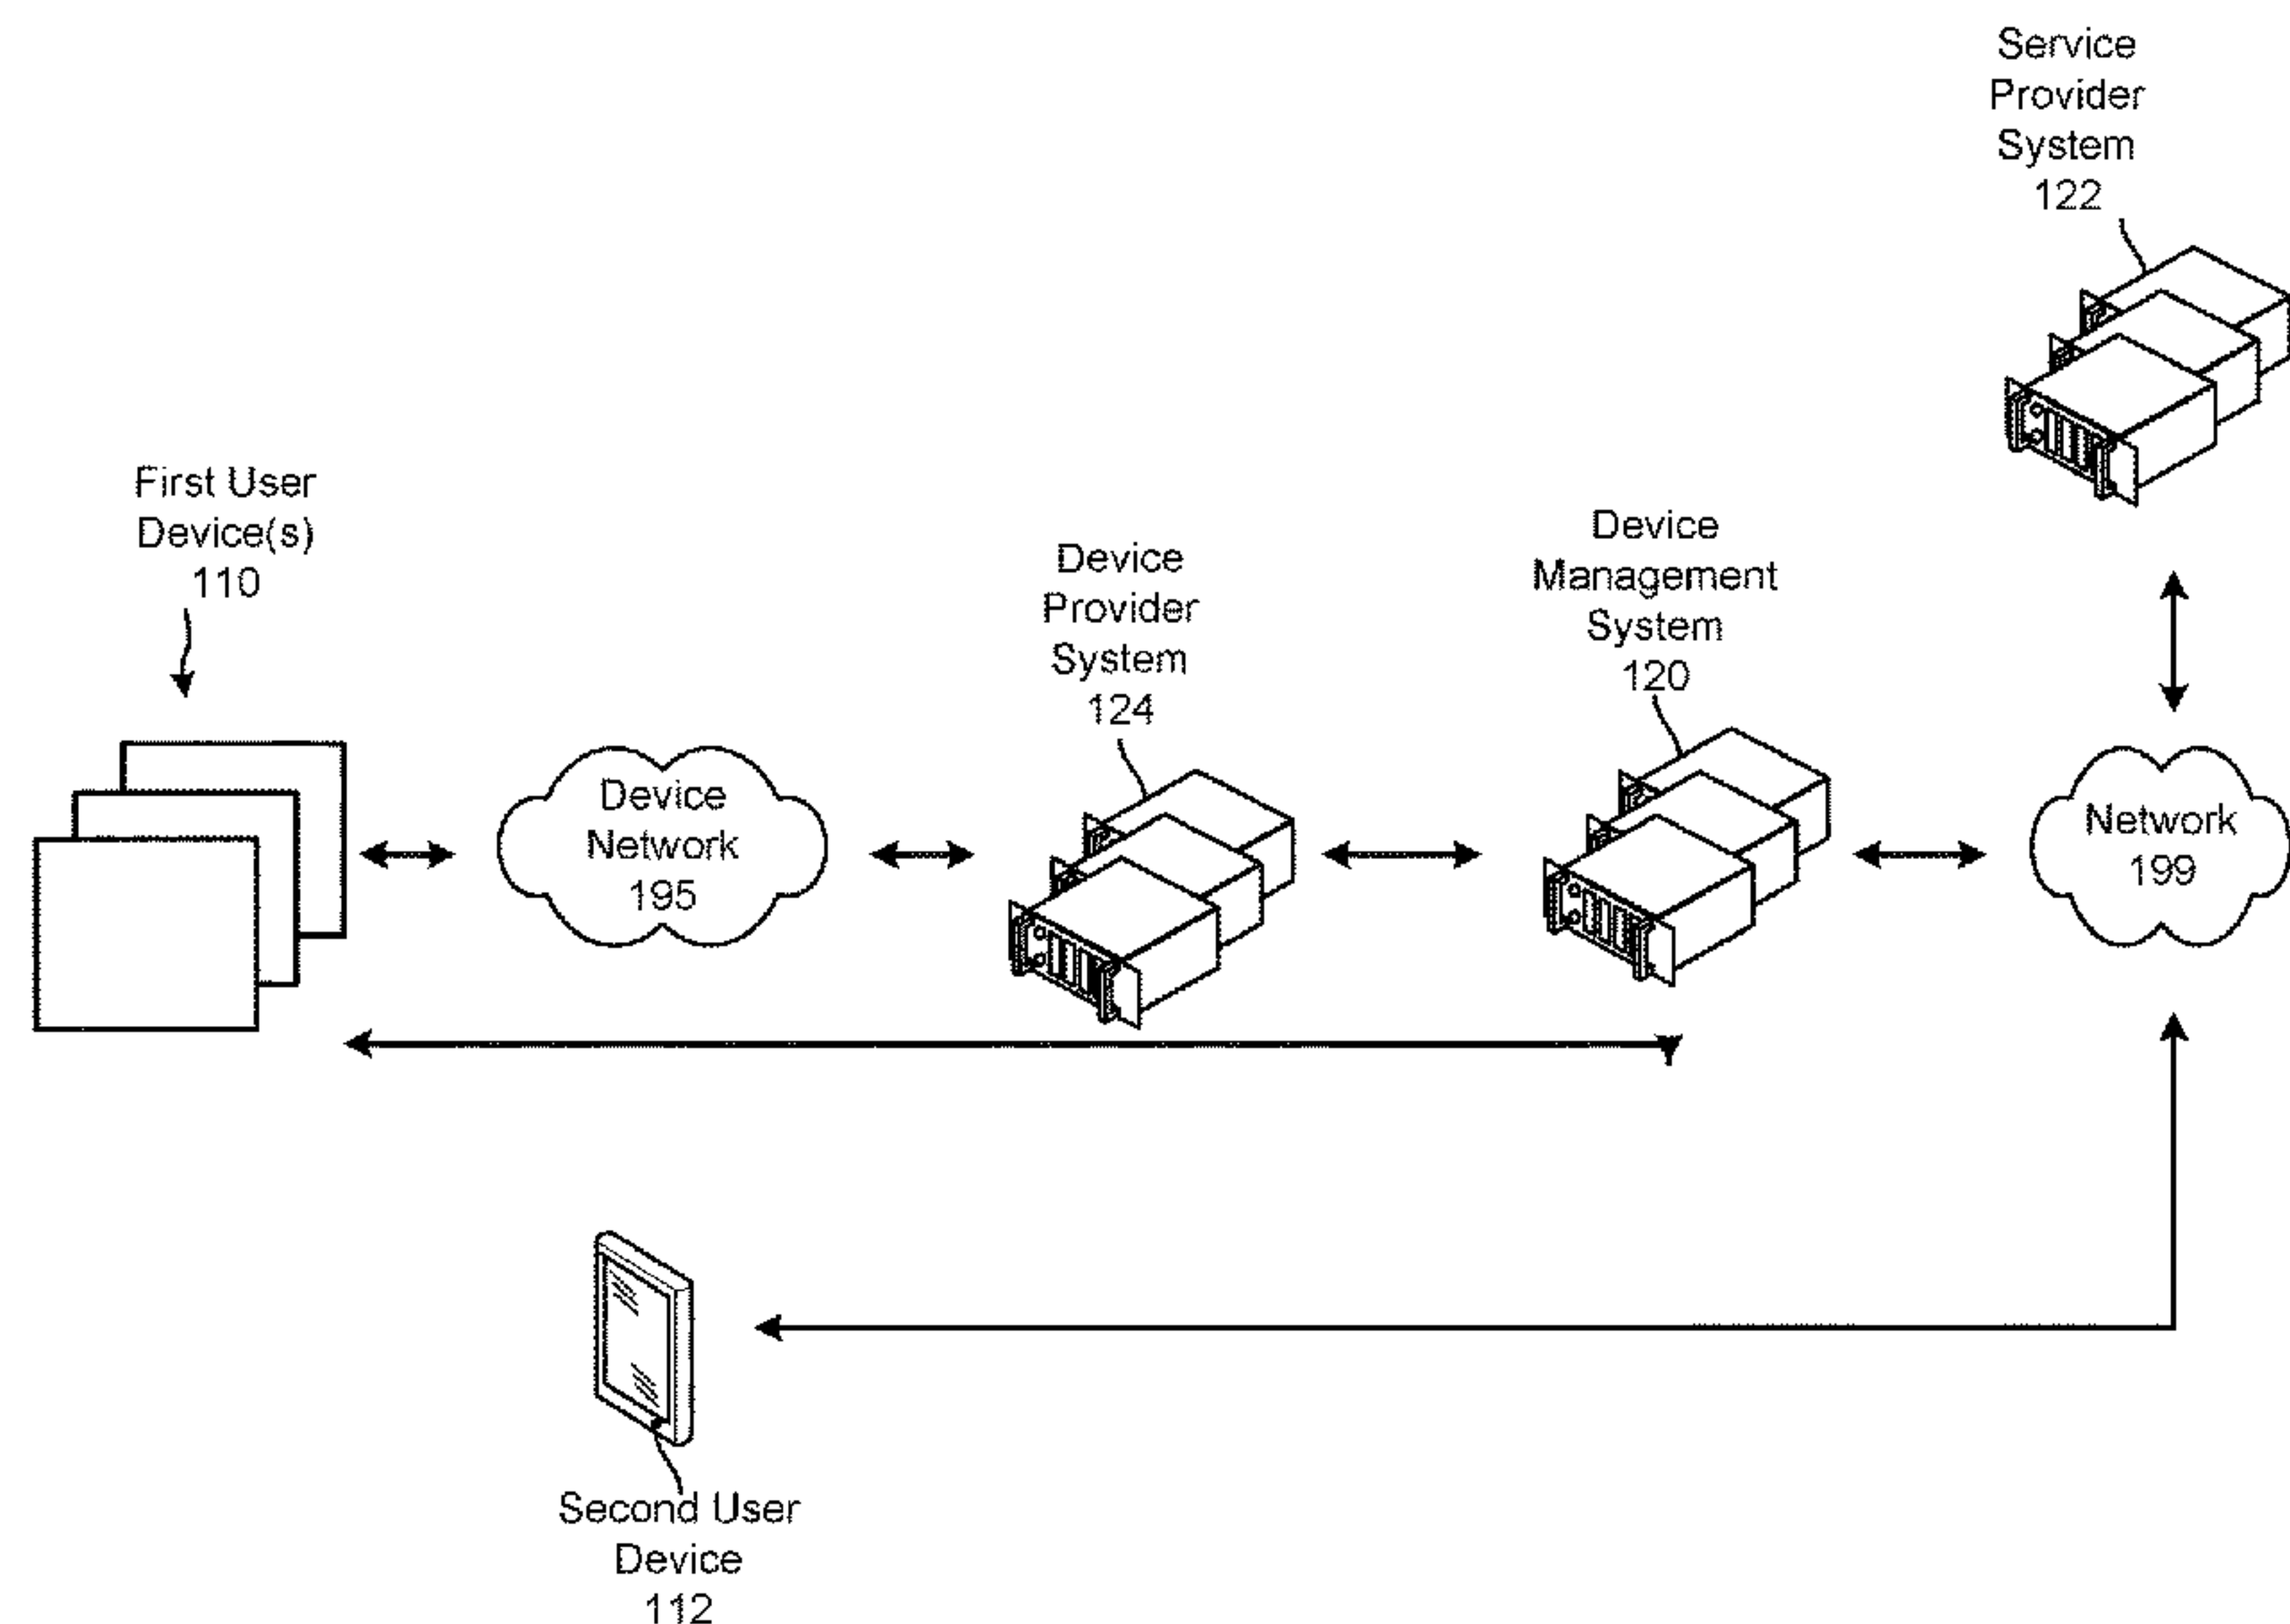 Service
Provider
System
122
First User
Device(s)
110
Device
Provider
System
124
Device
Management
System
120
Device
Network
195
Network
199
Second User
Device
112